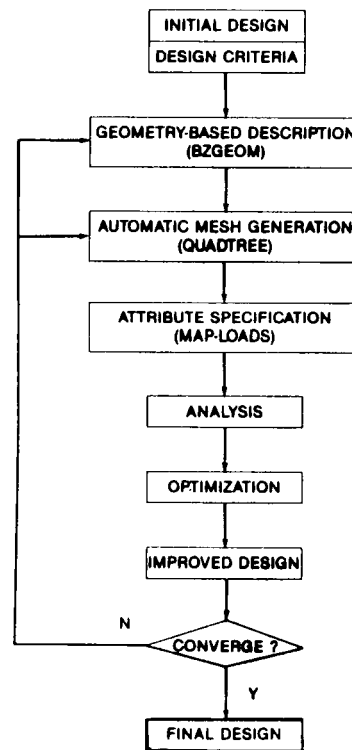 INITIAL DESIGN
DESIGN CRITERIA
GEOMETRY-BASED DESCRIPTION
(BZGEOM)
AUTOMATIC MESH GENERATION
(QUADTREE)
ATTRIBUTE SPECIFICATION
(MAP-LOADS)
ANALYSIS
OPTIMIZATION
IMPROVED DESIGN
N
CONVERGE ?
Y
FINAL DESIGN